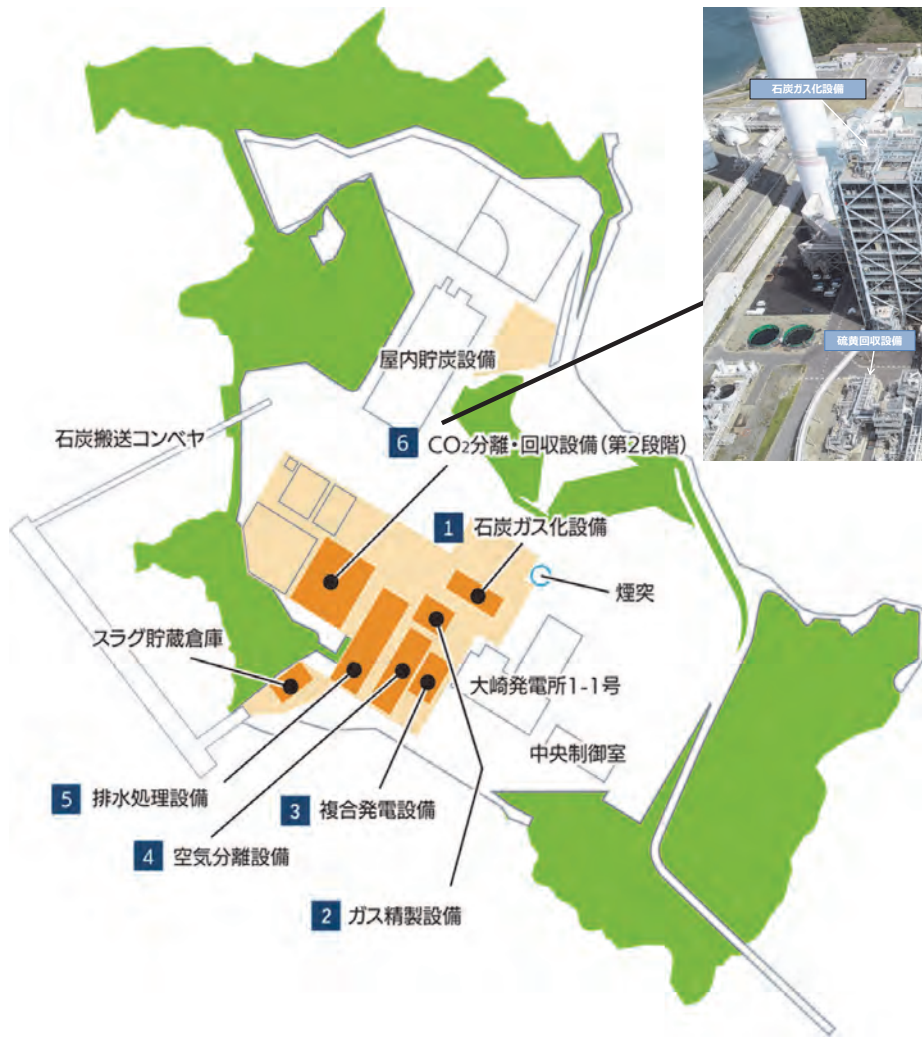 石炭ガス化設備
硫黄回収設備
屋内貯炭設備
石炭搬送コンベヤ
6 CO₂分離・回収設備(第2段階)
1 石炭ガス化設備
煙突
スラグ貯蔵倉庫
大崎発電所1-1号
中央制御室
5 排水処理設備
3 複合発電設備
4 空気分離設備
2 ガス精製設備